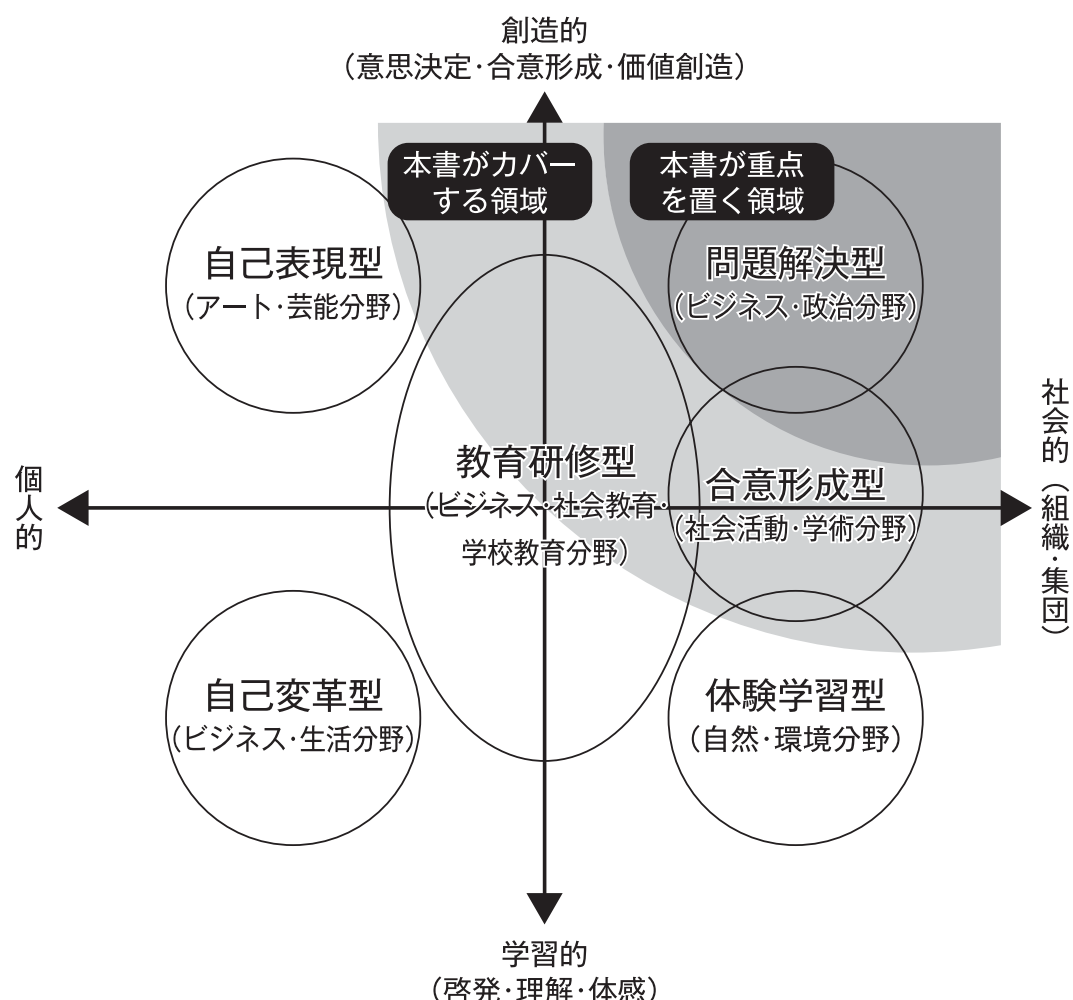 創造的
（意思決定・合意形成・価値創造）
本書がカバー
する領域
本書が重点
を置く領域
自己表現型
（アート・芸能分野）
問題解決型
（ビジネス・政治分野）
個人的
教育研修型
（ビジネス・社会教育・
学校教育分野）
合意形成型
（社会活動・学術分野）
社会的（組織・集団）
自己変革型
（ビジネス・生活分野）
体験学習型
（自然・環境分野）
学習的
（啓発・理解・体感）